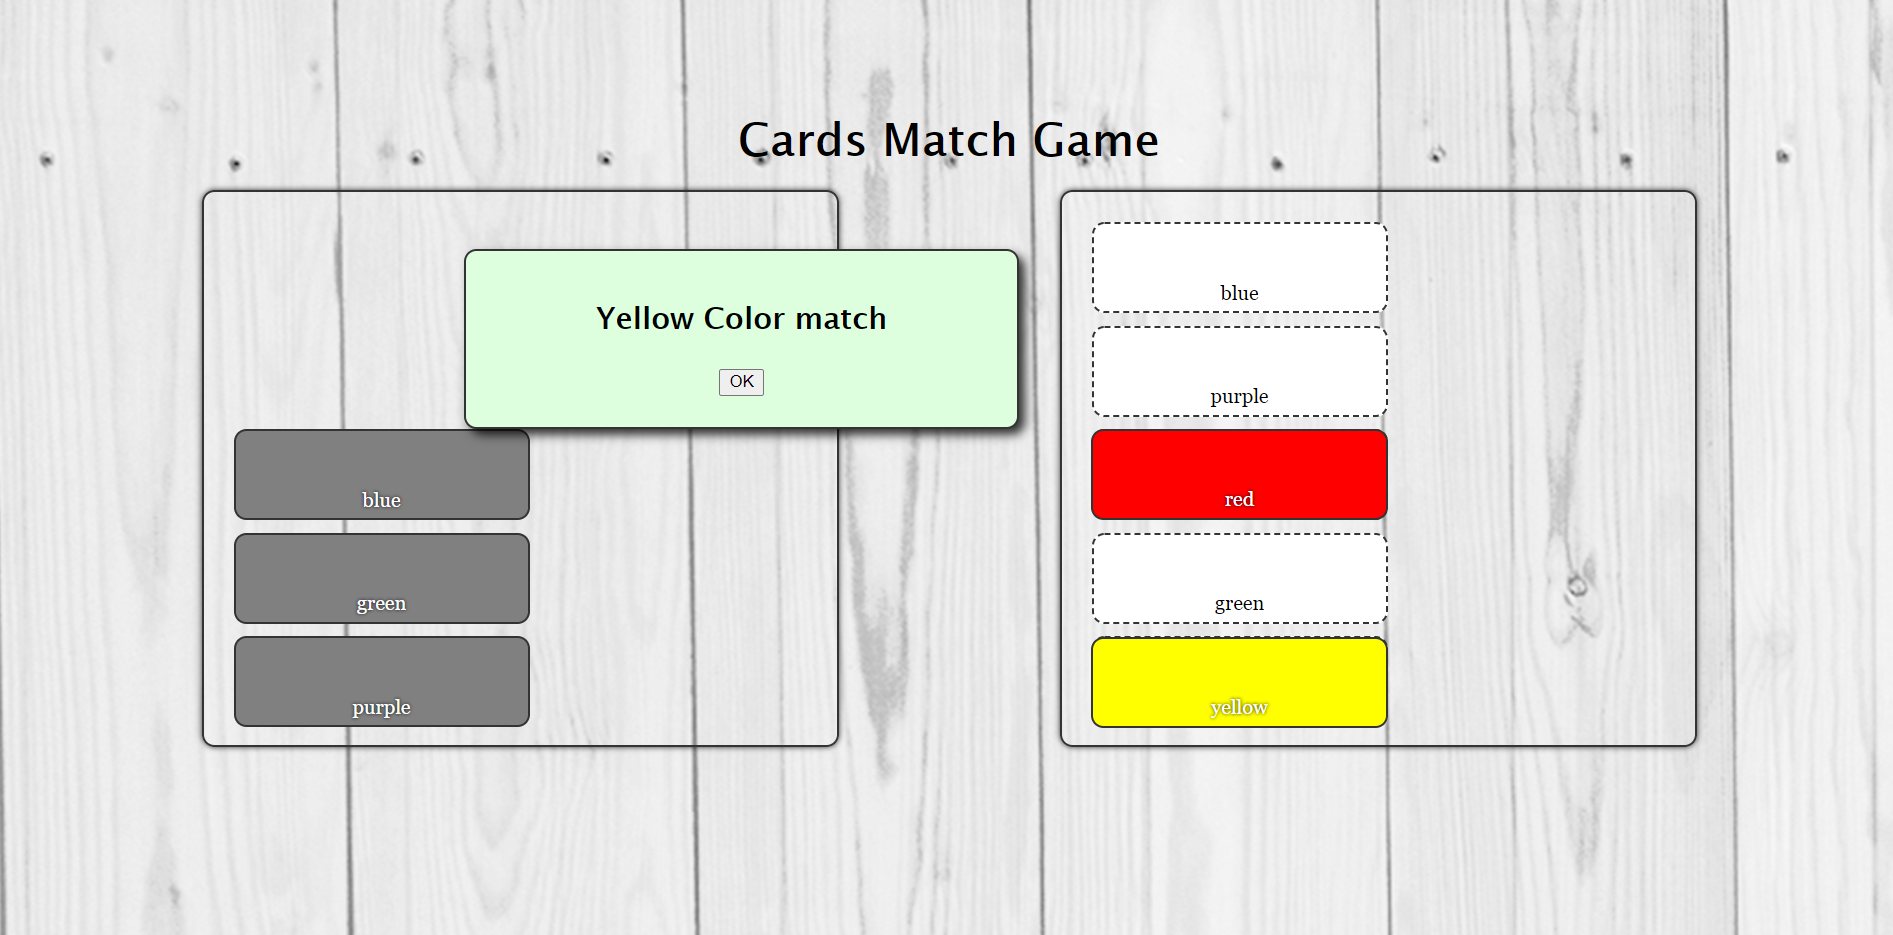 Cards Match Game
Yellow Color match
OK
blue
green
purple
blue
purple
red
green
yellow